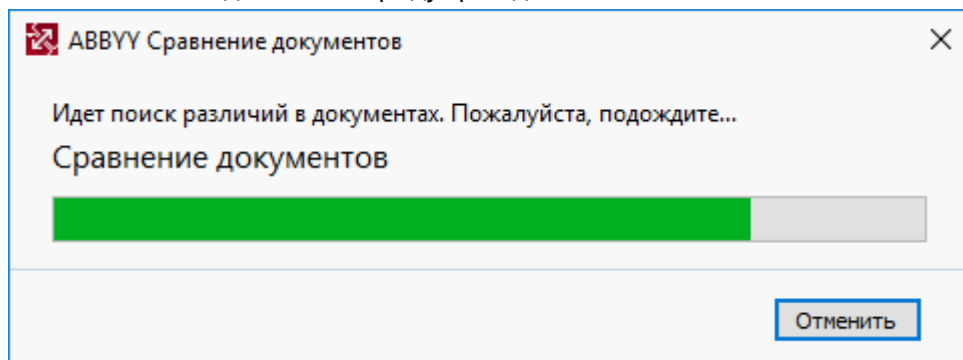 ABBYY Сравнение документов
Идет поиск различий в документах. Пожалуйста, подождите...
Сравнение документов
Отменить